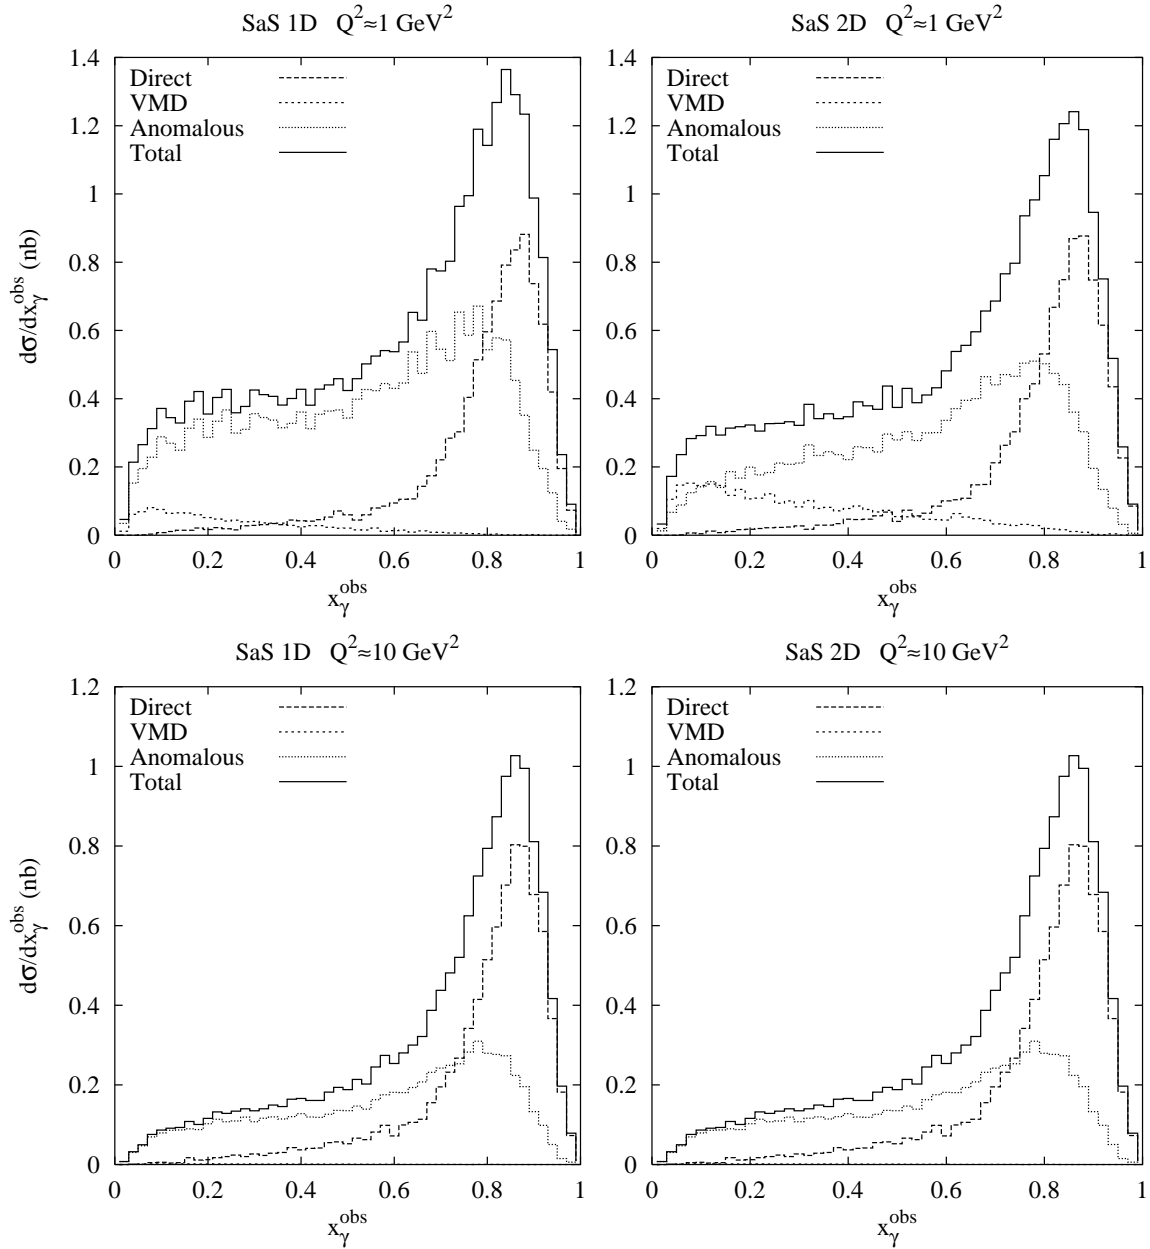 SaS 1D Q²≈1 GeV²
1.4
1.2
1
0.8
0.6
0.4
0.2
0
Direct
VMD
Anomalous
Total
dσ/dx_γ^obs (nb)
0 0.2 0.4 0.6 0.8 1
x_γ^obs
SaS 2D Q²≈1 GeV²
1.4
1.2
1
0.8
0.6
0.4
0.2
0
Direct
VMD
Anomalous
Total
0 0.2 0.4 0.6 0.8 1
x_γ^obs
SaS 1D Q²≈10 GeV²
1.2
1
0.8
0.6
0.4
0.2
0
Direct
VMD
Anomalous
Total
dσ/dx_γ^obs (nb)
0 0.2 0.4 0.6 0.8 1
x_γ^obs
SaS 2D Q²≈10 GeV²
1.2
1
0.8
0.6
0.4
0.2
0
Direct
VMD
Anomalous
Total
0 0.2 0.4 0.6 0.8 1
x_γ^obs